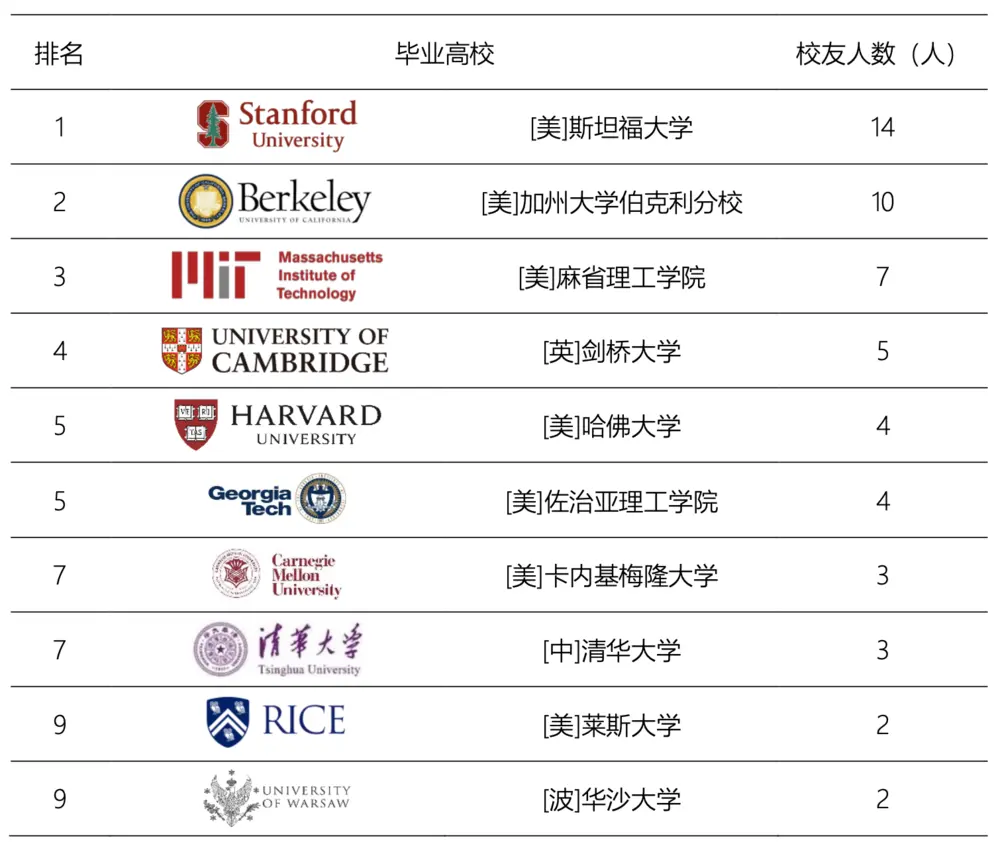 排名 毕业高校 校友人数（人）
1 Stanford University [美]斯坦福大学 14
2 Berkeley UNIVERSITY OF CALIFORNIA [美]加州大学伯克利分校 10
3 MIT Massachusetts Institute of Technology [美]麻省理工学院 7
4 UNIVERSITY OF CAMBRIDGE [英]剑桥大学 5
5 VE RI TAS HARVARD UNIVERSITY [美]哈佛大学 4
5 Georgia Tech [美]佐治亚理工学院 4
7 Carnegie Mellon University [美]卡内基梅隆大学 3
7 清華大学 Tsinghua University [中]清华大学 3
9 RICE [美]莱斯大学 2
9 UNIVERSITY OF WARSAW [波]华沙大学 2